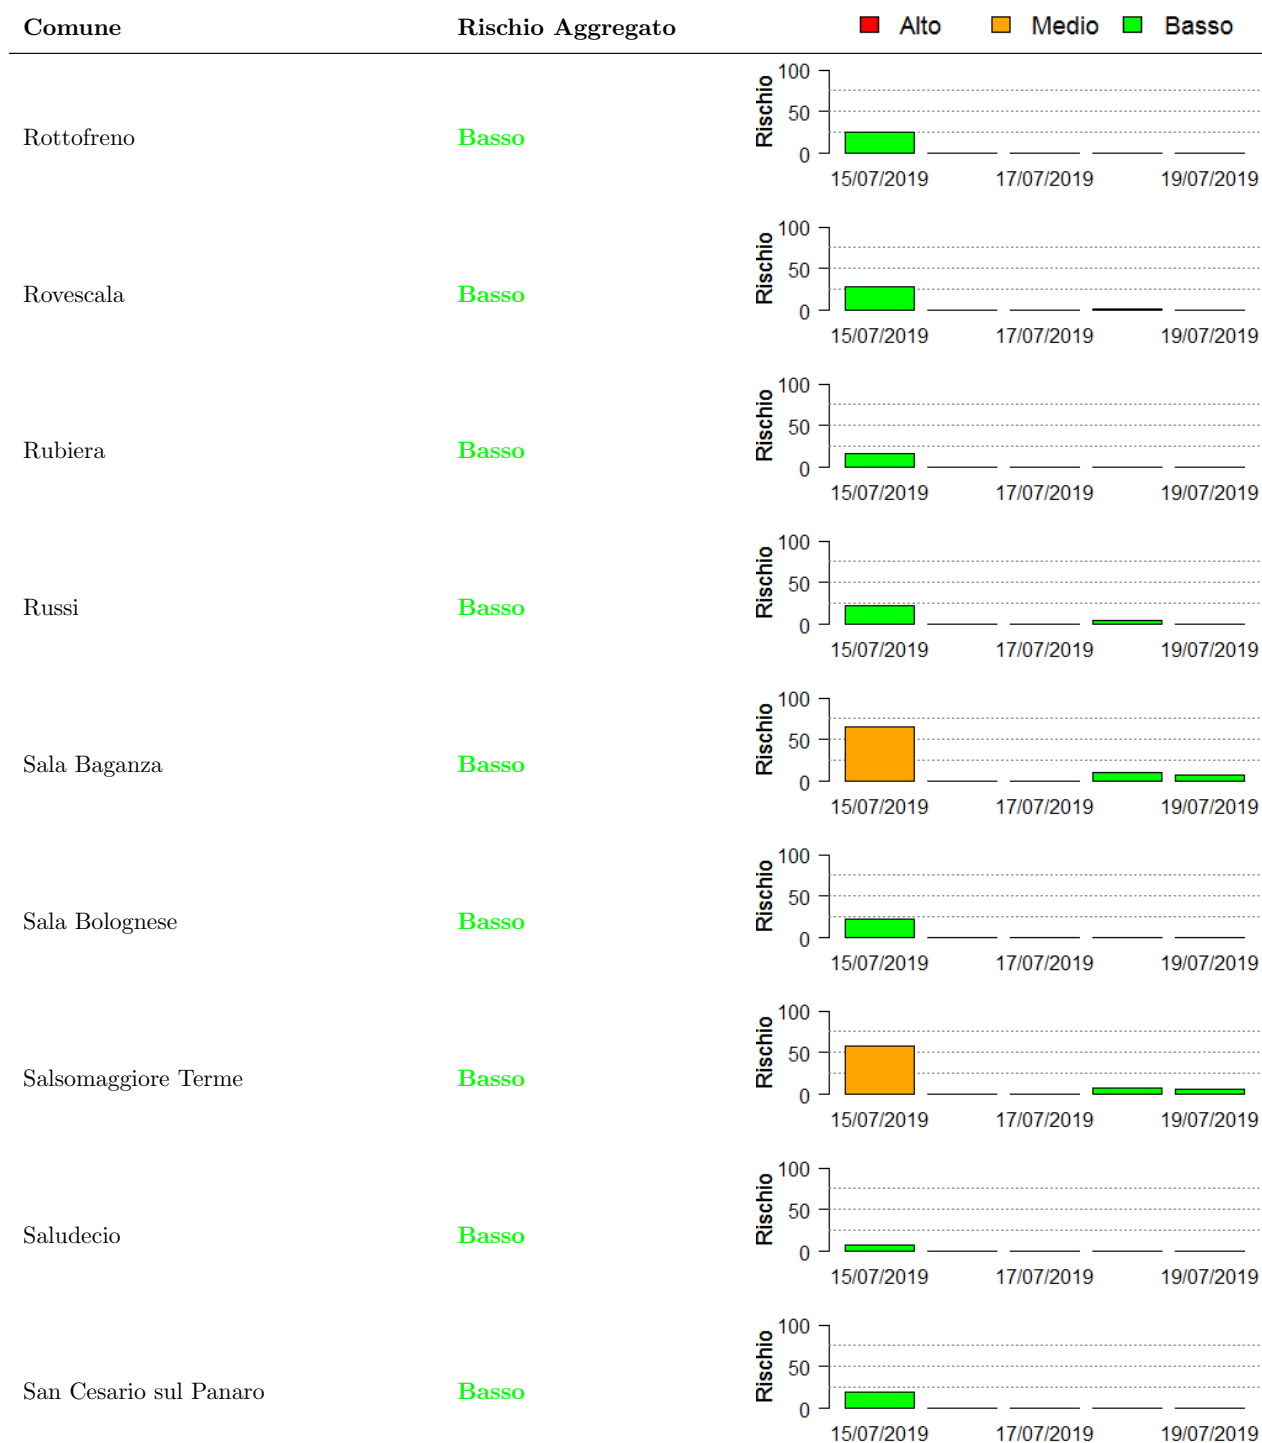 Comune Rischio Aggregato Alto Medio Basso
100
50
0
Rischio
Rottofreno Basso
15/07/2019 17/07/2019 19/07/2019
100
50
0
Rischio
Rovescala Basso
15/07/2019 17/07/2019 19/07/2019
100
50
0
Rischio
Rubiera Basso
15/07/2019 17/07/2019 19/07/2019
100
50
0
Rischio
Russi Basso
15/07/2019 17/07/2019 19/07/2019
100
50
0
Rischio
Sala Baganza Basso
15/07/2019 17/07/2019 19/07/2019
100
50
0
Rischio
Sala Bolognese Basso
15/07/2019 17/07/2019 19/07/2019
100
50
0
Rischio
Salsomaggiore Terme Basso
15/07/2019 17/07/2019 19/07/2019
100
50
0
Rischio
Saludecio Basso
15/07/2019 17/07/2019 19/07/2019
100
50
0
Rischio
San Cesario sul Panaro Basso
15/07/2019 17/07/2019 19/07/2019